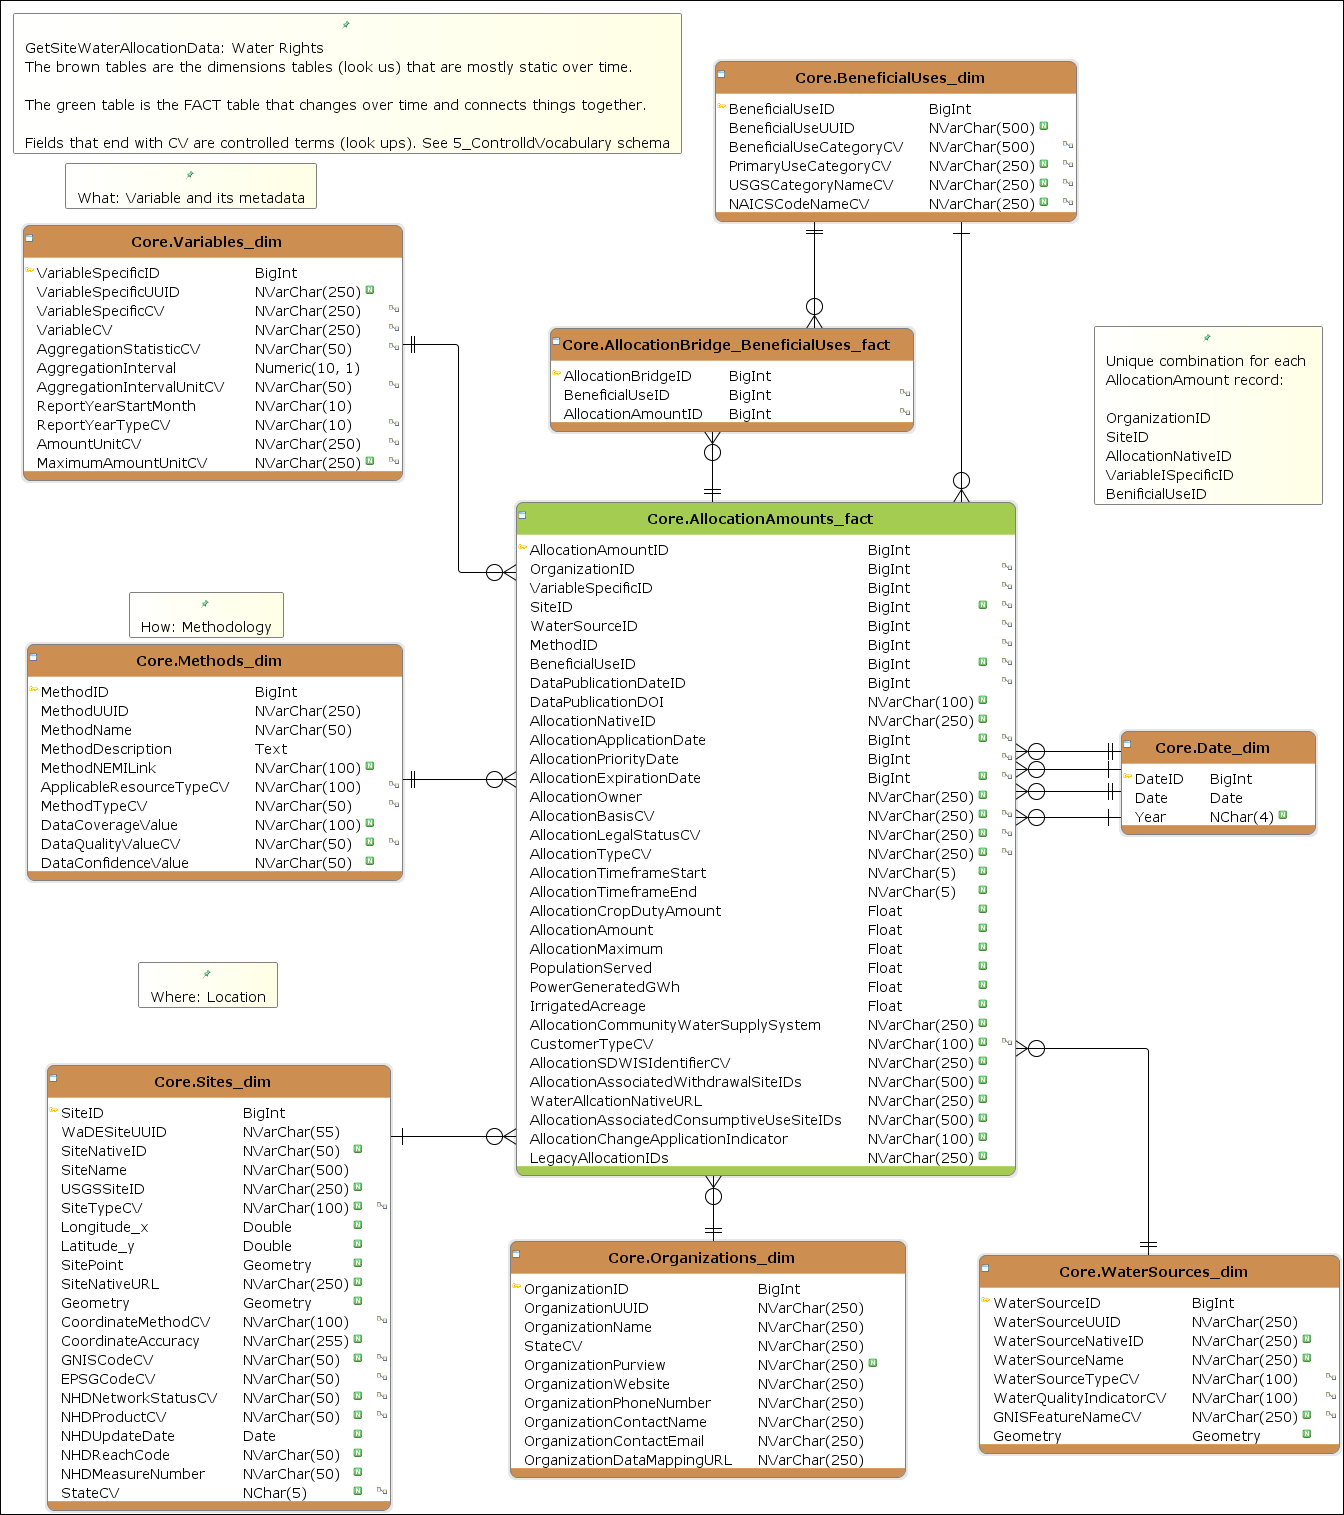 GetSiteWaterAllocationData: Water Rights
The brown tables are the dimensions tables (look us) that are mostly static over time.
The green table is the FACT table that changes over time and connects things together.
Fields that end with CV are controlled terms (look ups). See 5_ControlldVocabulary schema
What: Variable and its metadata
Core.BeneficialUses_dim
BeneficialUseID BigInt
BeneficialUseUUID NVarChar(500) N
BeneficialUseCategoryCV NVarChar(500)
PrimaryUseCategoryCV NVarChar(250) N
USGSCategoryNameCV NVarChar(250) N
NAICSCodeNameCV NVarChar(250) N
Core.Variables_dim
VariableSpecificID BigInt
VariableSpecificUUID NVarChar(250) N
VariableSpecificCV NVarChar(250)
VariableCV NVarChar(250)
AggregationStatisticCV NVarChar(50)
AggregationInterval Numeric(10, 1)
AggregationIntervalUnitCV NVarChar(50)
ReportYearStartMonth NVarChar(10)
ReportYearTypeCV NVarChar(10)
AmountUnitCV NVarChar(250)
MaximumAmountUnitCV NVarChar(250) N
Core.AllocationBridge_BeneficialUses_fact
AllocationBridgeID BigInt
BeneficialUseID BigInt
AllocationAmountID BigInt
Unique combination for each
AllocationAmount record:
OrganizationID
SiteID
AllocationNativeID
VariableISpecificID
BenificialUseID
Core.AllocationAmounts_fact
AllocationAmountID BigInt
OrganizationID BigInt
VariableSpecificID BigInt
SiteID BigInt N
WaterSourceID BigInt
MethodID BigInt
BeneficialUseID BigInt N
DataPublicationDateID BigInt
DataPublicationDOI NVarChar(100) N
AllocationNativeID NVarChar(250) N
AllocationApplicationDate BigInt N
AllocationPriorityDate BigInt
AllocationExpirationDate BigInt N
AllocationOwner NVarChar(250) N
AllocationBasisCV NVarChar(250) N
AllocationLegalStatusCV NVarChar(250) N
AllocationTypeCV NVarChar(250) N
AllocationTimeframeStart NVarChar(5) N
AllocationTimeframeEnd NVarChar(5) N
AllocationCropDutyAmount Float N
AllocationAmount Float N
AllocationMaximum Float N
PopulationServed Float N
PowerGeneratedGWh Float N
IrrigatedAcreage Float N
AllocationCommunityWaterSupplySystem NVarChar(250) N
CustomerTypeCV NVarChar(100) N
AllocationSDWISIdentifierCV NVarChar(250) N
AllocationAssociatedWithdrawalSiteIDs NVarChar(500) N
WaterAllcationNativeURL NVarChar(250) N
AllocationAssociatedConsumptiveUseSiteIDs NVarChar(500) N
AllocationChangeApplicationIndicator NVarChar(100) N
LegacyAllocationIDs NVarChar(250) N
How: Methodology
Core.Methods_dim
MethodID BigInt
MethodUUID NVarChar(250)
MethodName NVarChar(50)
MethodDescription Text
MethodNEMILink NVarChar(100) N
ApplicableResourceTypeCV NVarChar(100)
MethodTypeCV NVarChar(50)
DataCoverageValue NVarChar(100) N
DataQualityValueCV NVarChar(50) N
DataConfidenceValue NVarChar(50) N
Core.Date_dim
DateID BigInt
Date Date
Year NChar(4) N
Where: Location
Core.Sites_dim
SiteID BigInt
WaDESiteUUID NVarChar(55)
SiteNativeID NVarChar(50) N
SiteName NVarChar(500)
USGSSiteID NVarChar(250) N
SiteTypeCV NVarChar(100) N
Longitude_x Double N
Latitude_y Double N
SitePoint Geometry N
SiteNativeURL NVarChar(250) N
Geometry Geometry N
CoordinateMethodCV NVarChar(100)
CoordinateAccuracy NVarChar(255) N
GNISCodeCV NVarChar(50) N
EPSGCodeCV NVarChar(50)
NHDNetworkStatusCV NVarChar(50) N
NHDProductCV NVarChar(50) N
NHDUpdateDate Date N
NHDReachCode NVarChar(50) N
NHDMeasureNumber NVarChar(50) N
StateCV NChar(5) N
Core.Organizations_dim
OrganizationID BigInt
OrganizationUUID NVarChar(250)
OrganizationName NVarChar(250)
StateCV NVarChar(250)
OrganizationPurview NVarChar(250) N
OrganizationWebsite NVarChar(250)
OrganizationPhoneNumber NVarChar(250)
OrganizationContactName NVarChar(250)
OrganizationContactEmail NVarChar(250)
OrganizationDataMappingURL NVarChar(250)
Core.WaterSources_dim
WaterSourceID BigInt
WaterSourceUUID NVarChar(250)
WaterSourceNativeID NVarChar(250) N
WaterSourceName NVarChar(250) N
WaterSourceTypeCV NVarChar(100)
WaterQualityIndicatorCV NVarChar(100)
GNISFeatureNameCV NVarChar(250) N
Geometry Geometry N